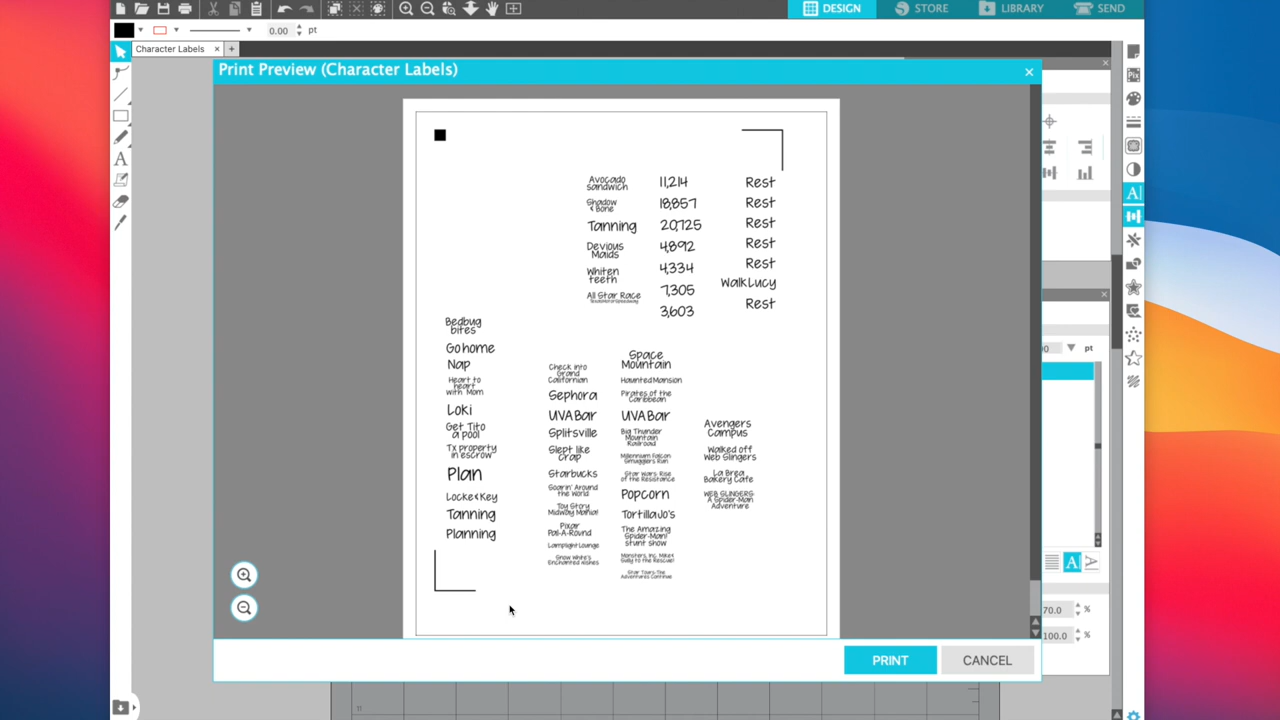 DESIGN
STORE
LIBRARY
SEND
0.00 pt
Character Labels × +
Print Preview (Character Labels)
×
Avocado
sandwich
Shadow
& Bone
Tanning
Devious
Maids
Whiten
teeth
All Star Race
11,214
18,857
20,725
4,892
4,334
7,305
3,603
Rest
Rest
Rest
Rest
Rest
Walk Lucy
Rest
Bedbug
bites
Go home
Nap
Heart to
heart
with Mom
Loki
Get Tito
a pool
Tx property
in escrow
Plan
Locke & Key
Tanning
Planning
Check into
Grand
Californian
Sephora
UVA Bar
Splitsville
Slept like
crap
Starbucks
Soarin' Around
the World
Toy Story
Midway Mania!
Pixar
Pal-A-Round
Lamplight Lounge
Snow White's
Enchanted Wishes
Space
Mountain
Haunted Mansion
Pirates of the
Caribbean
UVA Bar
Big Thunder
Mountain
Railroad
Millennium Falcon
Smugglers Run
Star Wars: Rise
of the Resistance
Popcorn
Tortilla Jo's
The Amazing
Spider-Man!
stunt show
Monsters, Inc. Mike &
Sully to the Rescue!
Star Tours-The
Adventures Continue
Avengers
Campus
Walked off
Web Slingers
La Brea
Bakery Cafe
WEB SLINGERS
A Spider-Man
Adventure
pt
70.0 %
100.0 %
PRINT
CANCEL